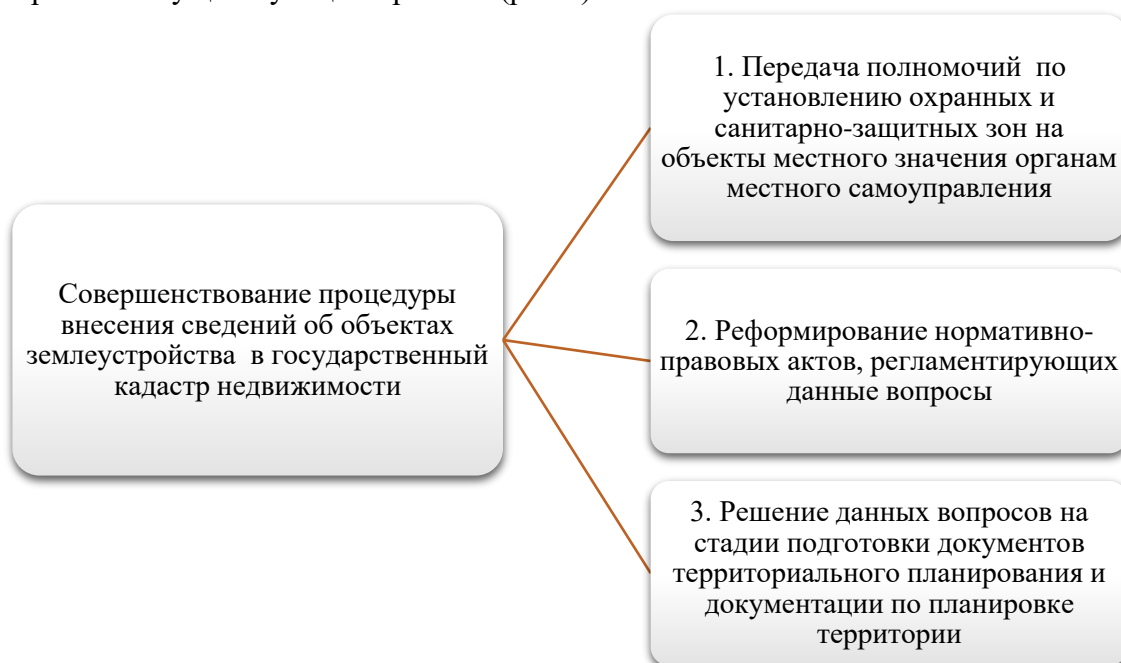 Совершенствование процедуры
внесения сведений об объектах
землеустройства в государственный
кадастр недвижимости
1. Передача полномочий по
установлению охранных и
санитарно-защитных зон на
объекты местного значения органам
местного самоуправления
2. Реформирование нормативно-
правовых актов, регламентирующих
данные вопросы
3. Решение данных вопросов на
стадии подготовки документов
территориального планирования и
документации по планировке
территории